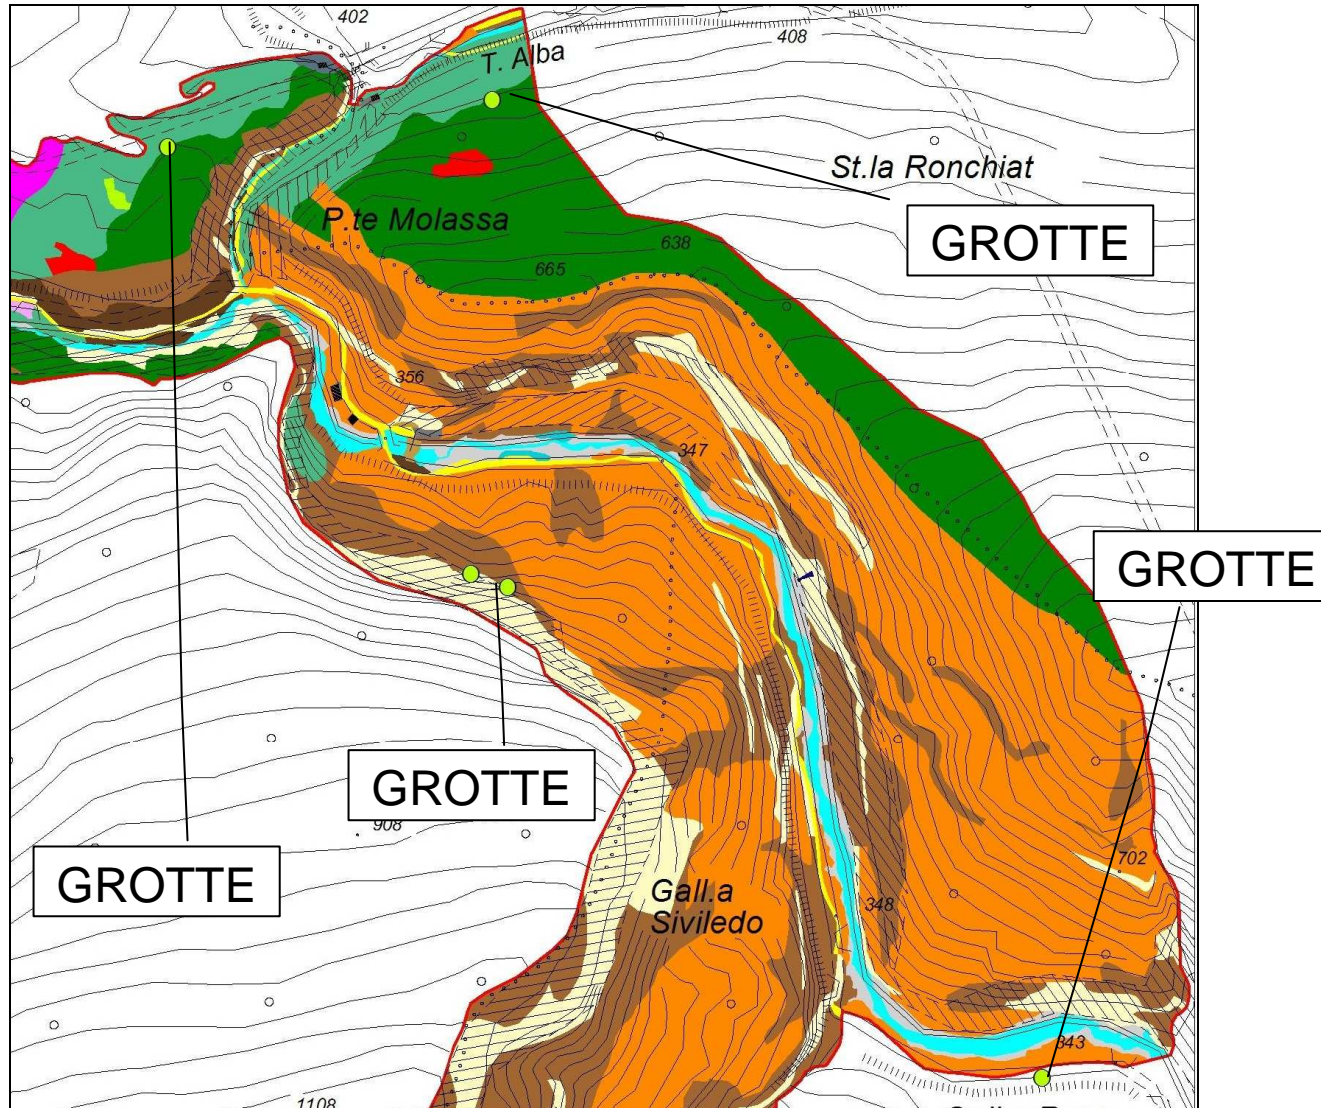 402
408
T. Alba
St.la Ronchiat
P.te Molassa
GROTTE
638
665
356
347
GROTTE
GROTTE
908
GROTTE
702
Gall.a
Siviledo
348
343
1108